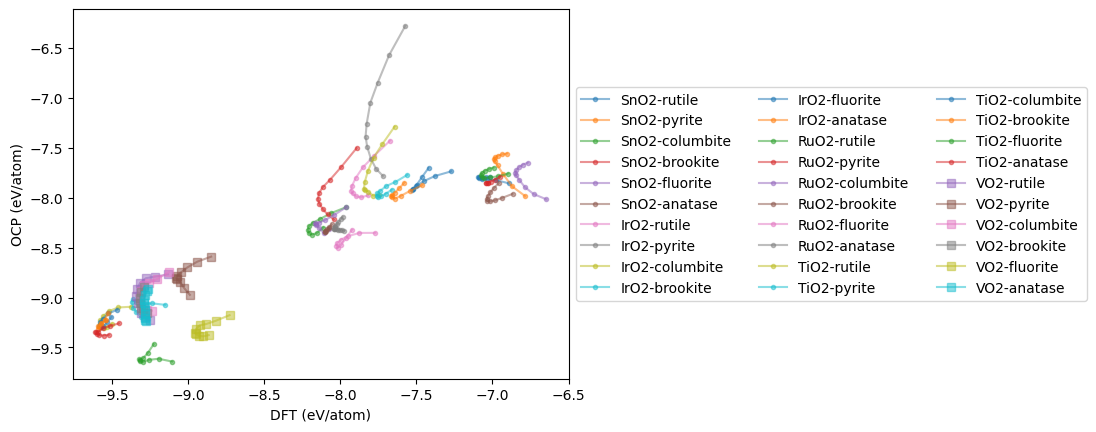 −6.5
−7.0
−7.5
−8.0
−8.5
−9.0
−9.5
OCP (eV/atom)
−9.5 −9.0 −8.5 −8.0 −7.5 −7.0 −6.5
DFT (eV/atom)
SnO2-rutile IrO2-fluorite TiO2-columbite
SnO2-pyrite IrO2-anatase TiO2-brookite
SnO2-columbite RuO2-rutile TiO2-fluorite
SnO2-brookite RuO2-pyrite TiO2-anatase
SnO2-fluorite RuO2-columbite VO2-rutile
SnO2-anatase RuO2-brookite VO2-pyrite
IrO2-rutile RuO2-fluorite VO2-columbite
IrO2-pyrite RuO2-anatase VO2-brookite
IrO2-columbite TiO2-rutile VO2-fluorite
IrO2-brookite TiO2-pyrite VO2-anatase